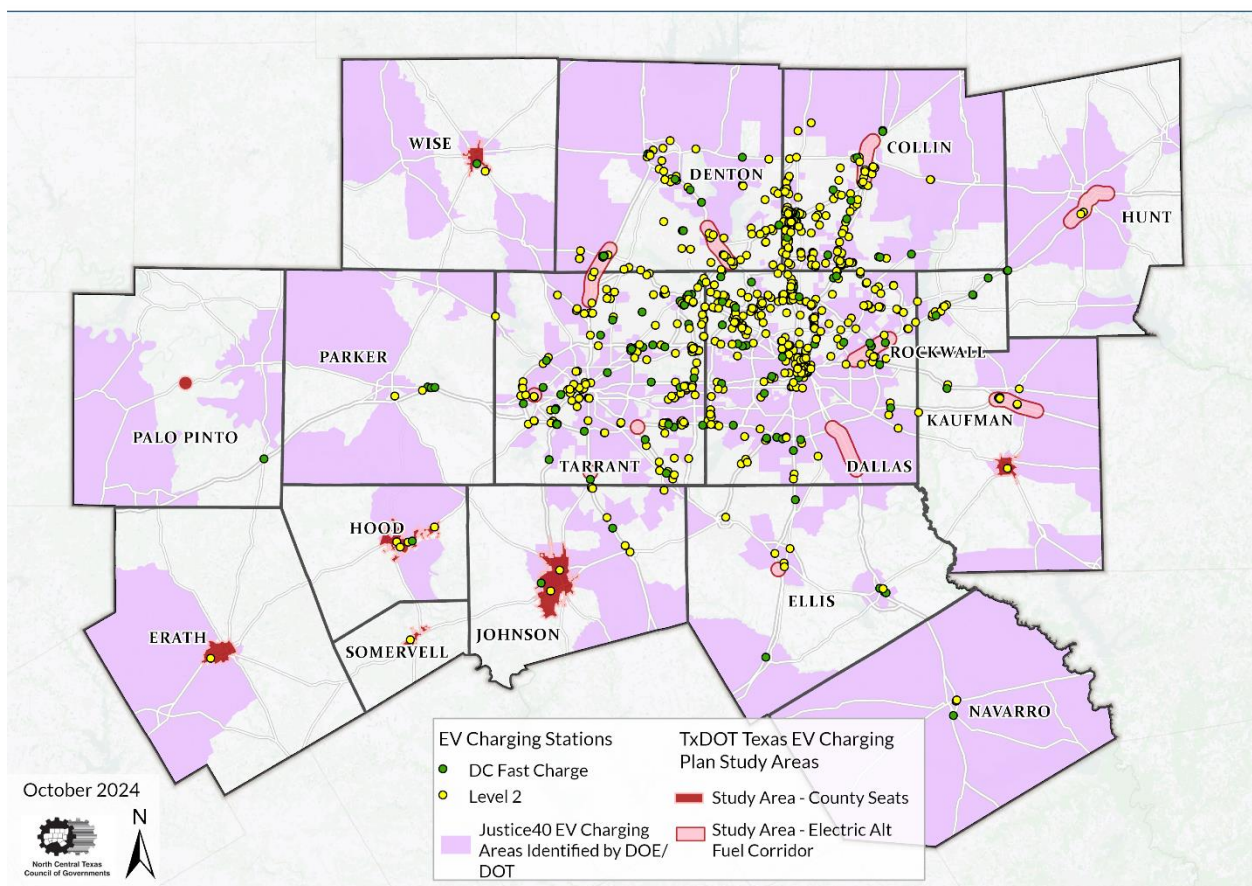 WISE
DENTON
COLLIN
HUNT
PARKER
ROCKWALL
PALO PINTO
KAUFMAN
TARRANT
DALLAS
HOOD
ERATH
SOMERVELL
JOHNSON
ELLIS
NAVARRO
October 2024
N
North Central Texas
Council of Governments
EV Charging Stations
DC Fast Charge
Level 2
Justice40 EV Charging
Areas Identified by DOE/
DOT
TxDOT Texas EV Charging
Plan Study Areas
Study Area - County Seats
Study Area - Electric Alt
Fuel Corridor